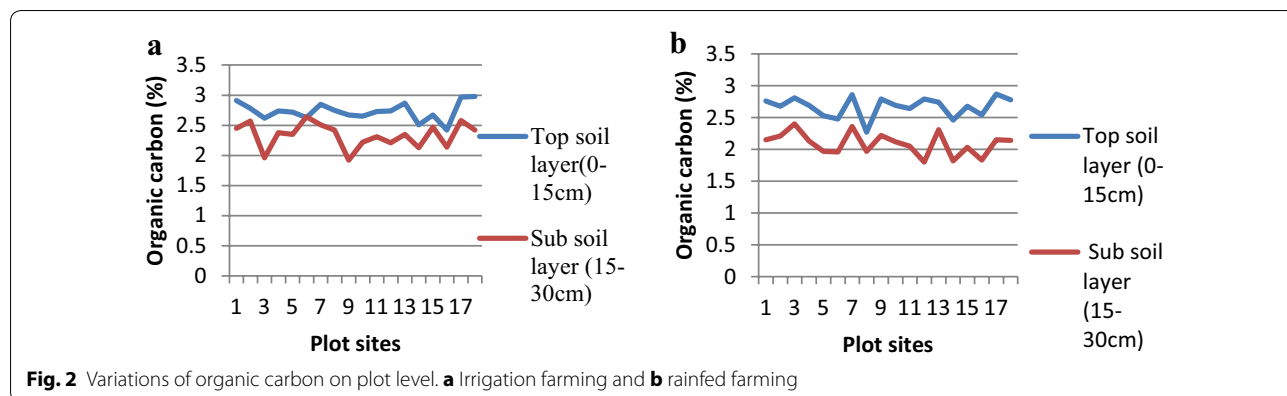 a
Organic carbon (%)
3.5
3
2.5
2
1.5
1
0.5
0
1 3 5 7 9 11 13 15 17
Plot sites
Top soil
layer(0-
15cm)
Sub soil
layer (15-
30cm)
b
Organic carbon (%)
3.5
3
2.5
2
1.5
1
0.5
0
1 3 5 7 9 11 13 15 17
Plot sites
Top soil
layer (0-
15cm)
Sub soil
layer
(15-
30cm)
Fig. 2 Variations of organic carbon on plot level. a Irrigation farming and b rainfed farming